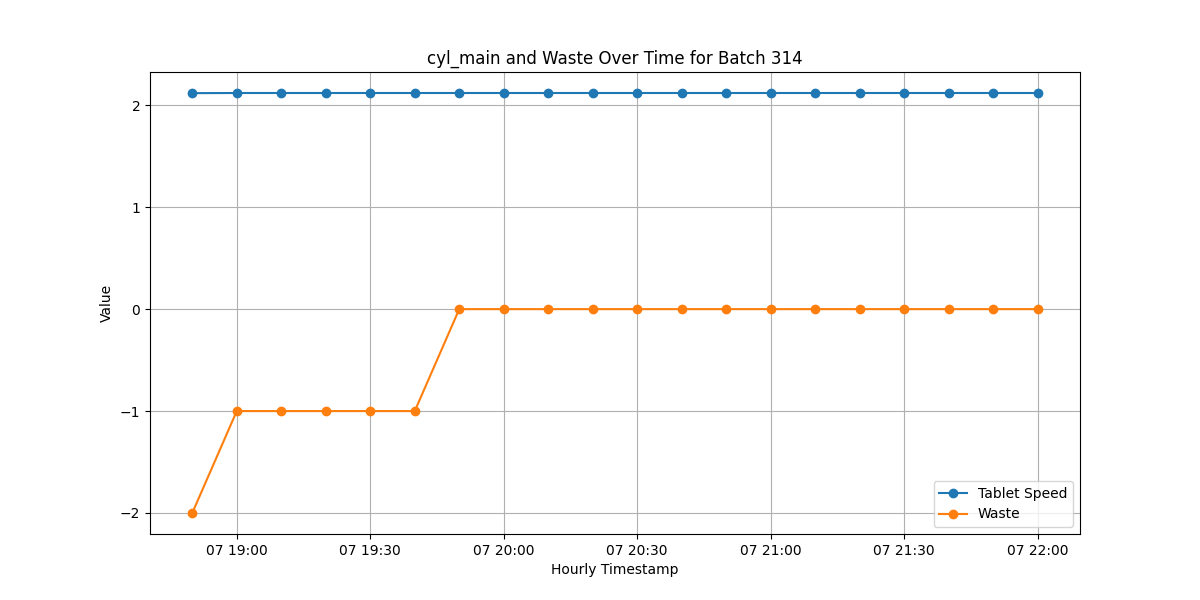 cyl_main and Waste Over Time for Batch 314
Value
2
1
0
−1
−2
Tablet Speed
Waste
07 19:00
07 19:30
07 20:00
07 20:30
07 21:00
07 21:30
07 22:00
Hourly Timestamp